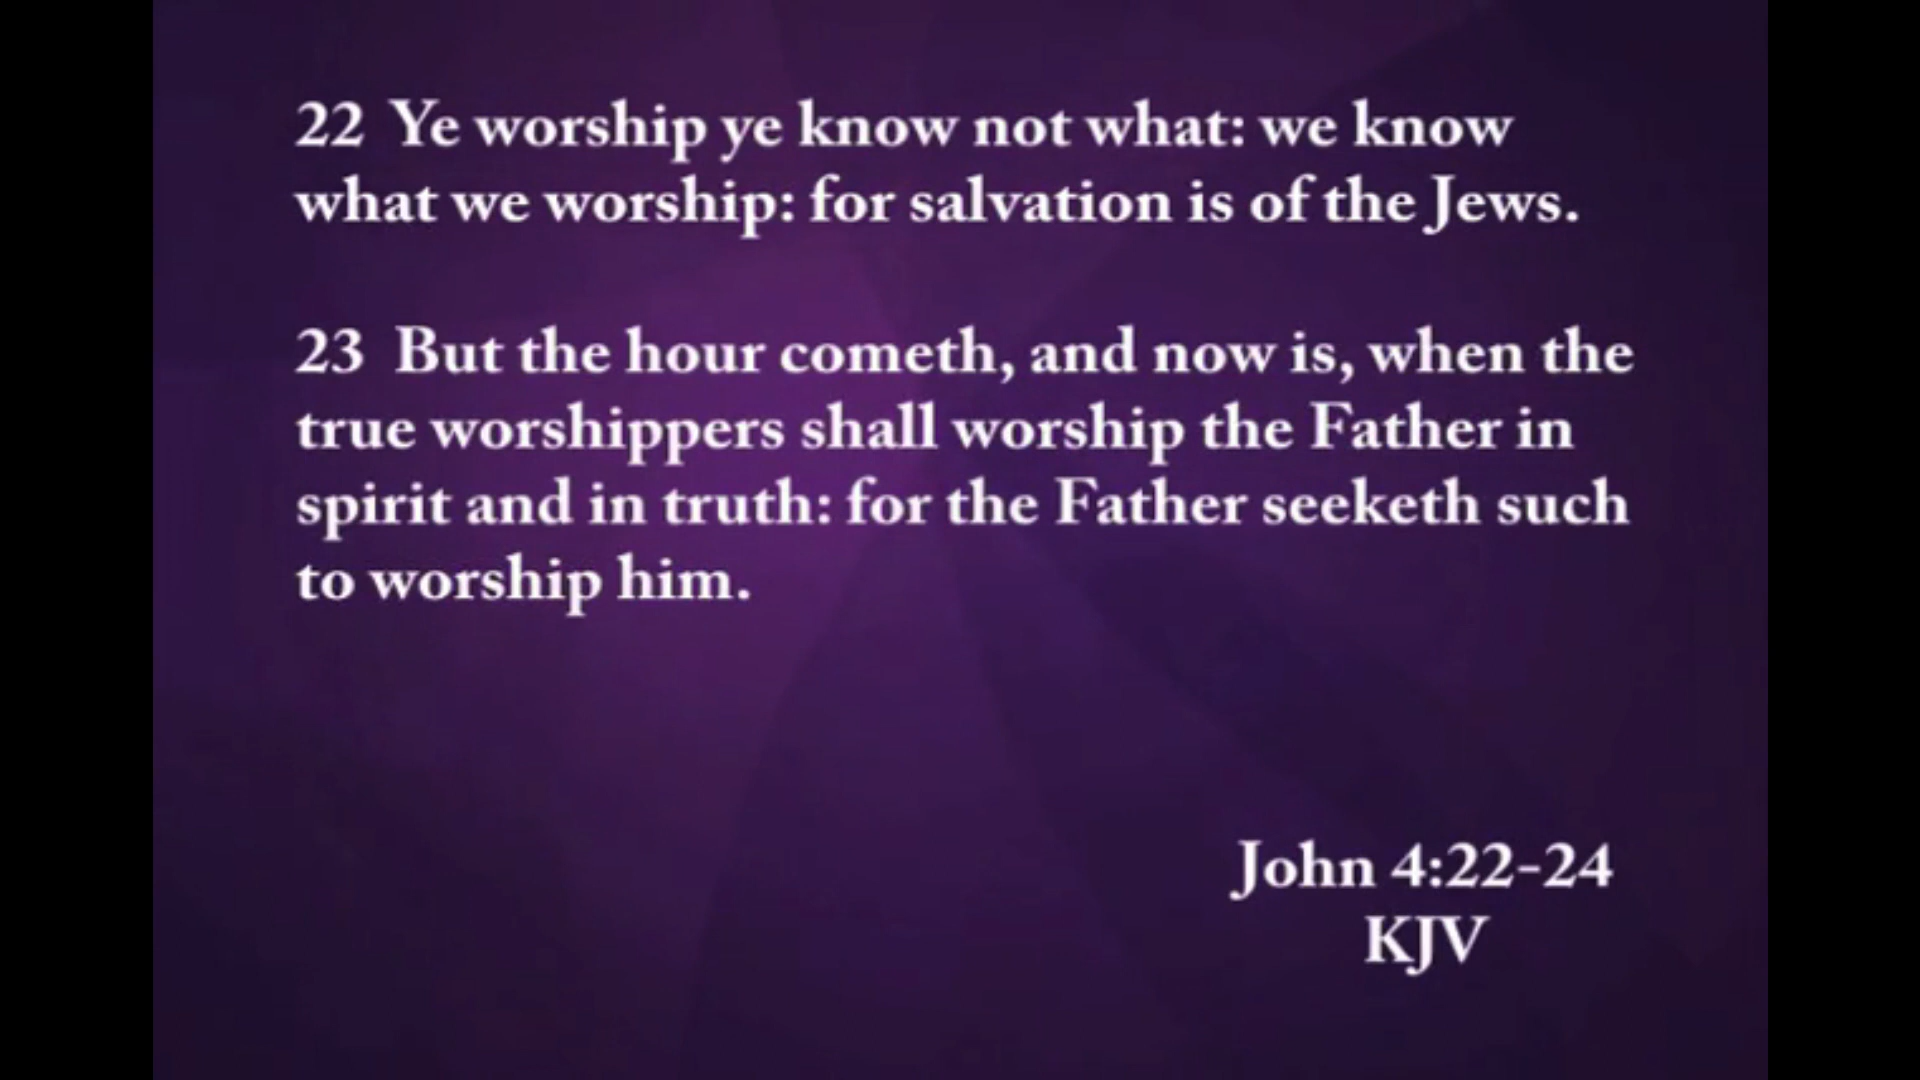 22 Ye worship ye know not what: we know
what we worship: for salvation is of the Jews.
23 But the hour cometh, and now is, when the
true worshippers shall worship the Father in
spirit and in truth: for the Father seeketh such
to worship him.
John 4:22-24
KJV